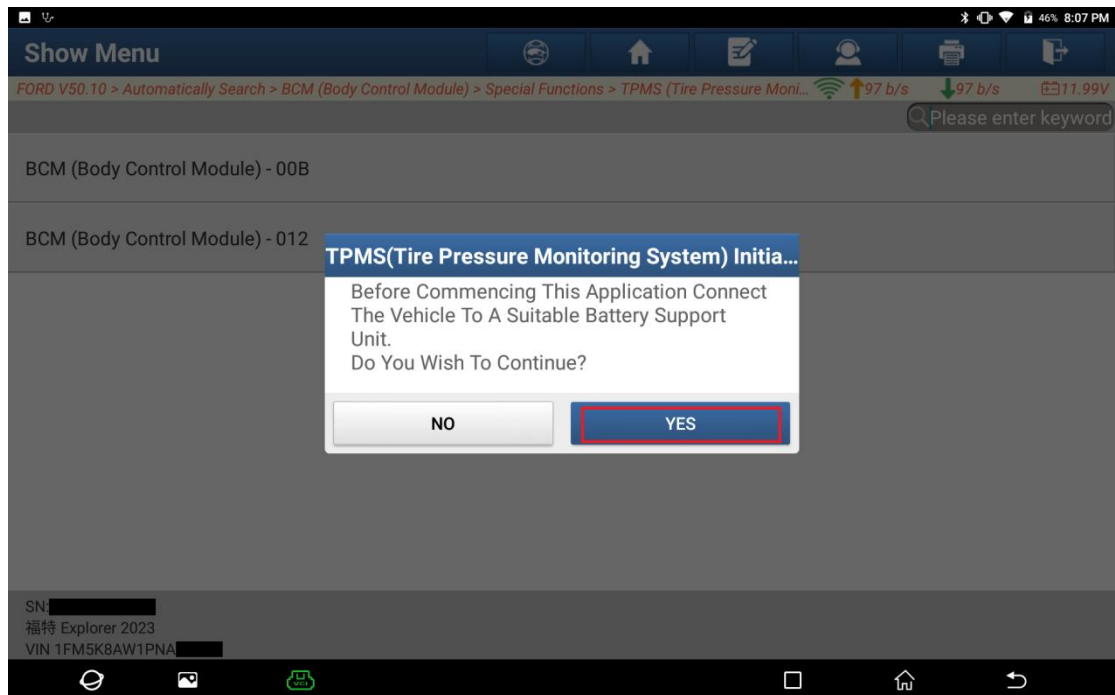 46% 8:07 PM
Show Menu
FORD V50.10 > Automatically Search > BCM (Body Control Module) > Special Functions > TPMS (Tire Pressure Moni... 97 b/s 97 b/s 11.99V
Please enter keyword
BCM (Body Control Module) - 00B
BCM (Body Control Module) - 012
TPMS(Tire Pressure Monitoring System) Initia...
Before Commencing This Application Connect
The Vehicle To A Suitable Battery Support
Unit.
Do You Wish To Continue?
NO
YES
SN:
福特 Explorer 2023
VIN 1FM5K8AW1PNA
VCI